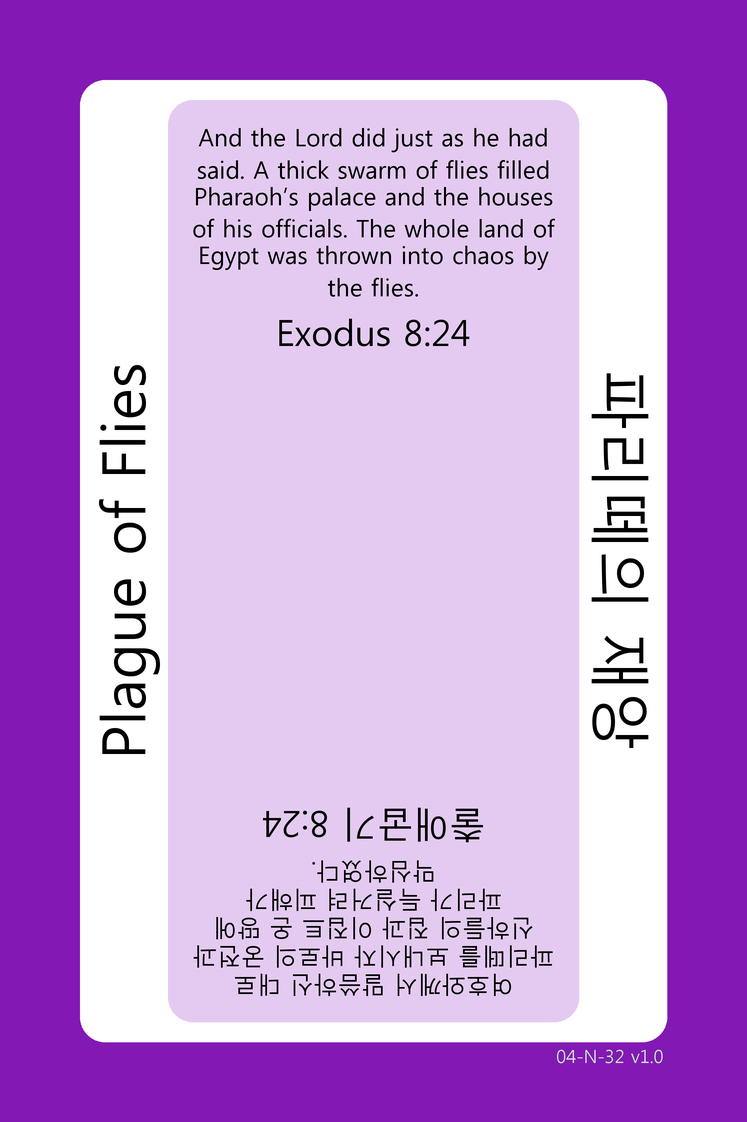 And the Lord did just as he had
said. A thick swarm of flies filled
Pharaoh’s palace and the houses
of his officials. The whole land of
Egypt was thrown into chaos by
the flies.
Exodus 8:24
Plague of Flies
파리떼의 재앙
여호와께서 말씀하신 대로
파리떼를 보내시자 바로의 궁전과
신하들의 집과 이집트 온 땅에
파리가 득실거려 피해가
막심하였다.
출애굽기 8:24
04-N-32 v1.0